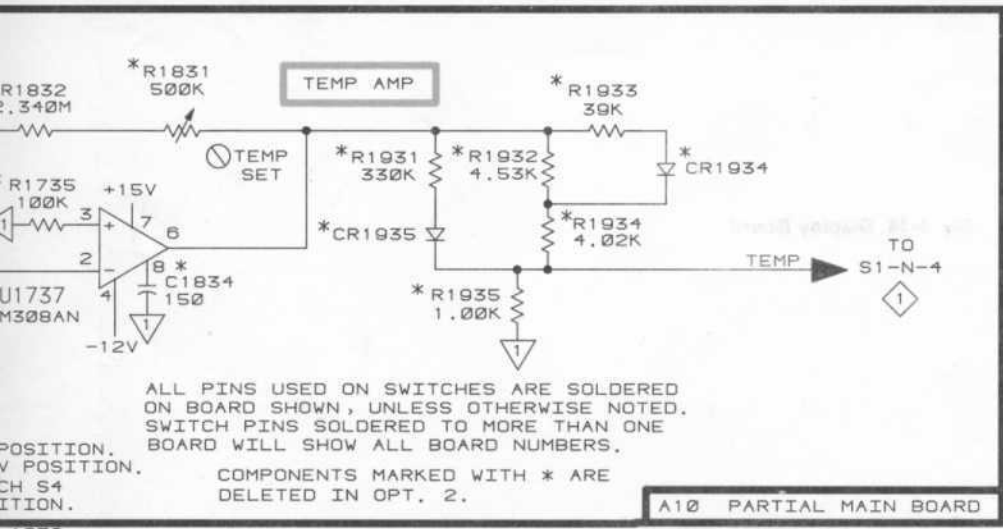 R1832
2.340M
*R1831
500K
TEMP AMP
TEMP
SET
*R1933
39K
*R1931
330K
*R1932
4.53K
*
CR1934
R1735
100K
+15V
3
7
6
+
1
2
-
8
4
*
C1834
150
1
U1737
M308AN
-12V
*CR1935
*R1934
4.02K
TEMP
TO
S1-N-4
1
*R1935
1.00K
1
ALL PINS USED ON SWITCHES ARE SOLDERED
ON BOARD SHOWN, UNLESS OTHERWISE NOTED.
SWITCH PINS SOLDERED TO MORE THAN ONE
BOARD WILL SHOW ALL BOARD NUMBERS.
POSITION.
V POSITION.
CH S4
ITION.
COMPONENTS MARKED WITH * ARE
DELETED IN OPT. 2.
A10 PARTIAL MAIN BOARD